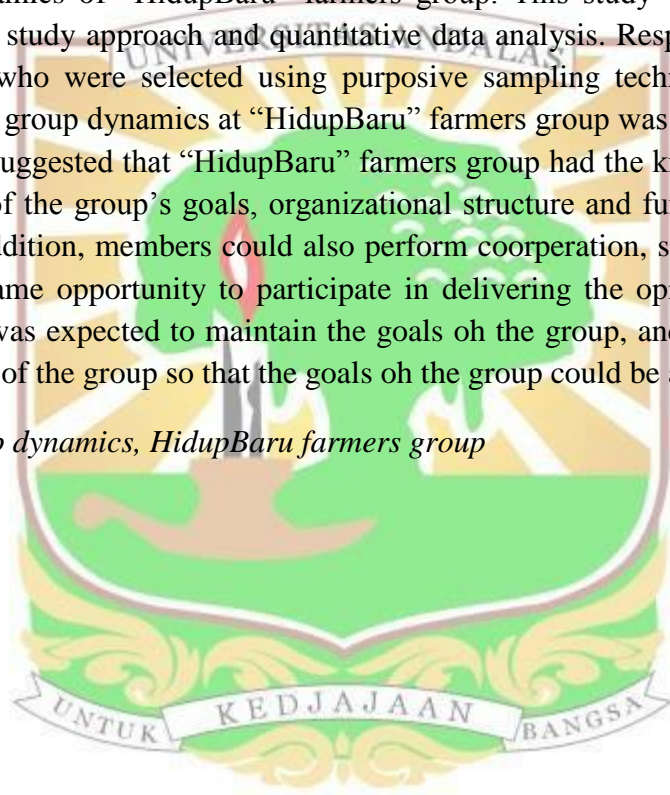 amics of "HidupBaru" farmers group. This study
study approach and quantitative data analysis. Resp
UNIVERSITAS ANDALAS
who were selected using purposive sampling techn
group dynamics at "HidupBaru" farmers group was
uggested that "HidupBaru" farmers group had the k
of the group's goals, organizational structure and fu
ddition, members could also perform coorperation, s
ame opportunity to participate in delivering the op
was expected to maintain the goals oh the group, and
of the group so that the goals oh the group could be a
p dynamics, HidupBaru farmers group
UNTUK KEDJAJAAN BANGSA